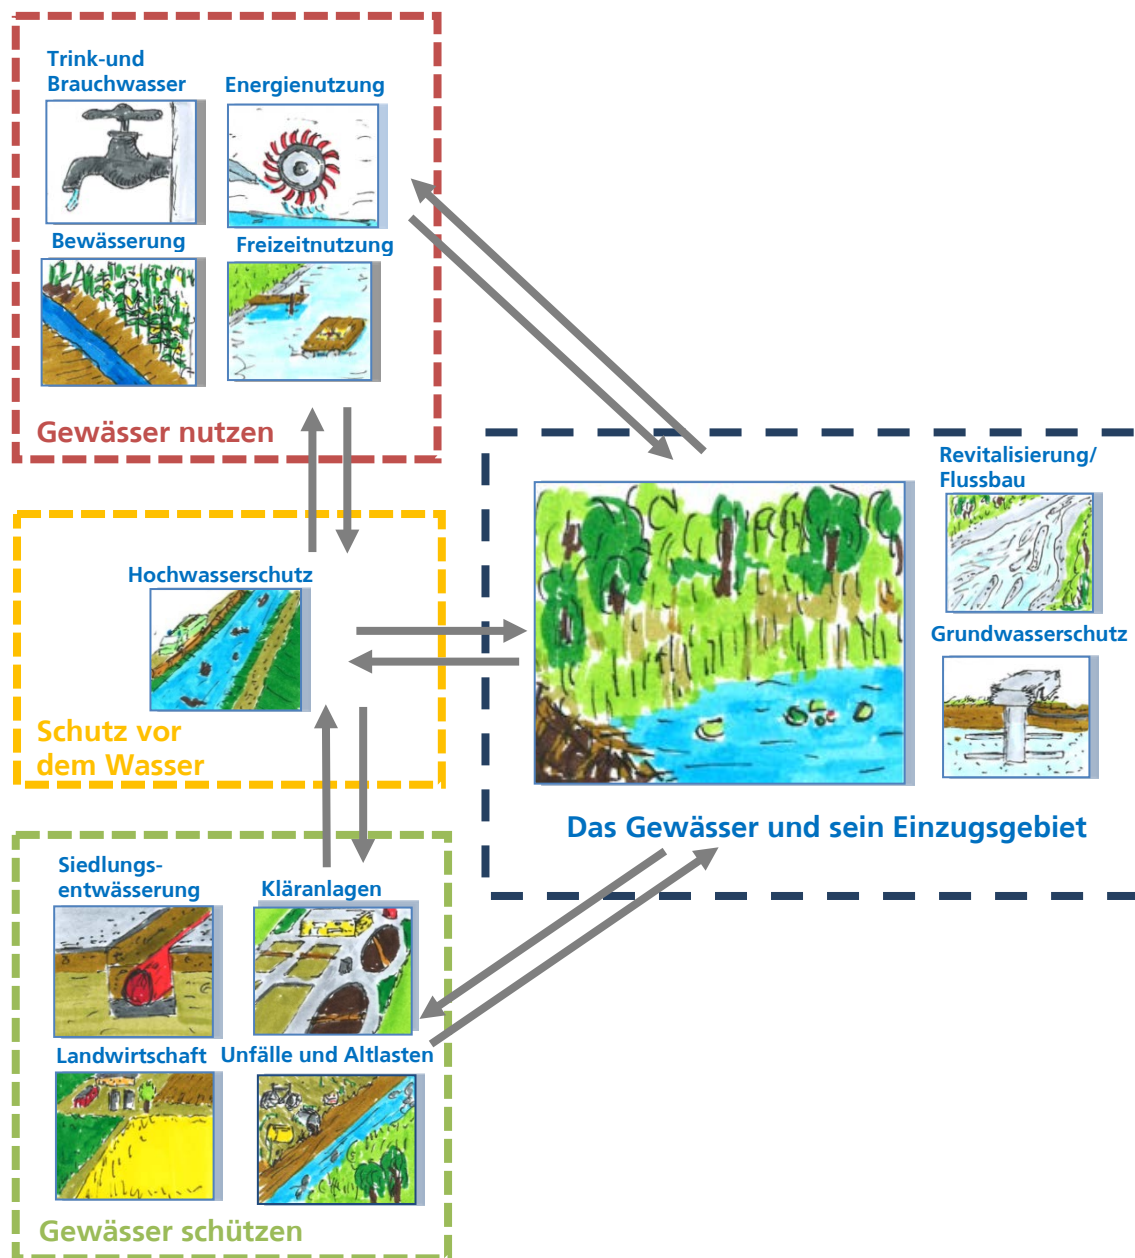 Trink-und
Brauchwasser
Energienutzung
Bewässerung
Freizeitnutzung
Gewässer nutzen
Hochwasserschutz
Schutz vor
dem Wasser
Siedlungs-
entwässerung
Kläranlagen
Landwirtschaft
Unfälle und Altlasten
Gewässer schützen
Revitalisierung/
Flussbau
Grundwasserschutz
Das Gewässer und sein Einzugsgebiet